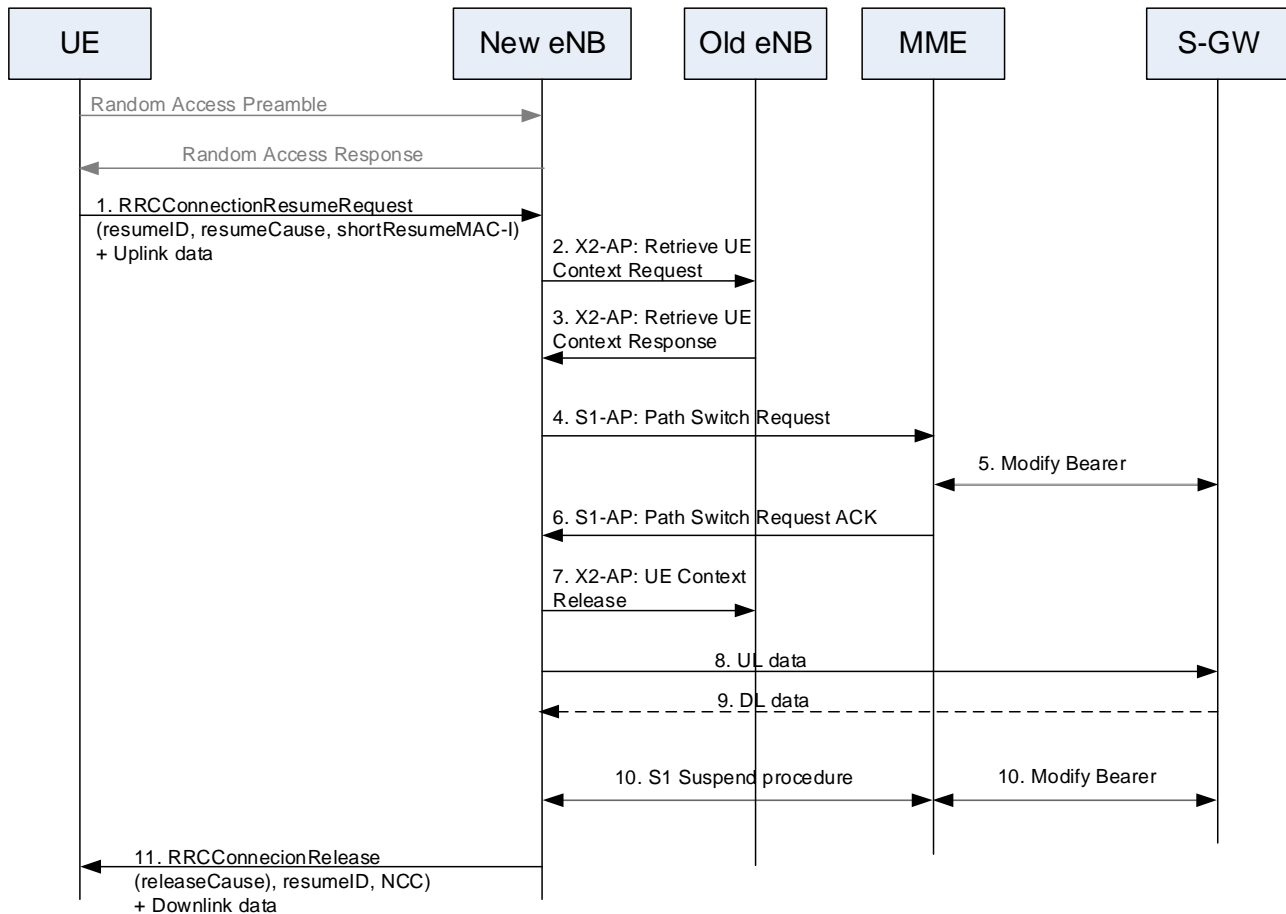 UE
New eNB
Old eNB
MME
S-GW
Random Access Preamble
Random Access Response
1. RRCConnectionResumeRequest
(resumeID, resumeCause, shortResumeMAC-I)
+ Uplink data
2. X2-AP: Retrieve UE
Context Request
3. X2-AP: Retrieve UE
Context Response
4. S1-AP: Path Switch Request
5. Modify Bearer
6. S1-AP: Path Switch Request ACK
7. X2-AP: UE Context
Release
8. UL data
9. DL data
10. S1 Suspend procedure
10. Modify Bearer
11. RRCConnecionRelease
(releaseCause), resumeID, NCC)
+ Downlink data